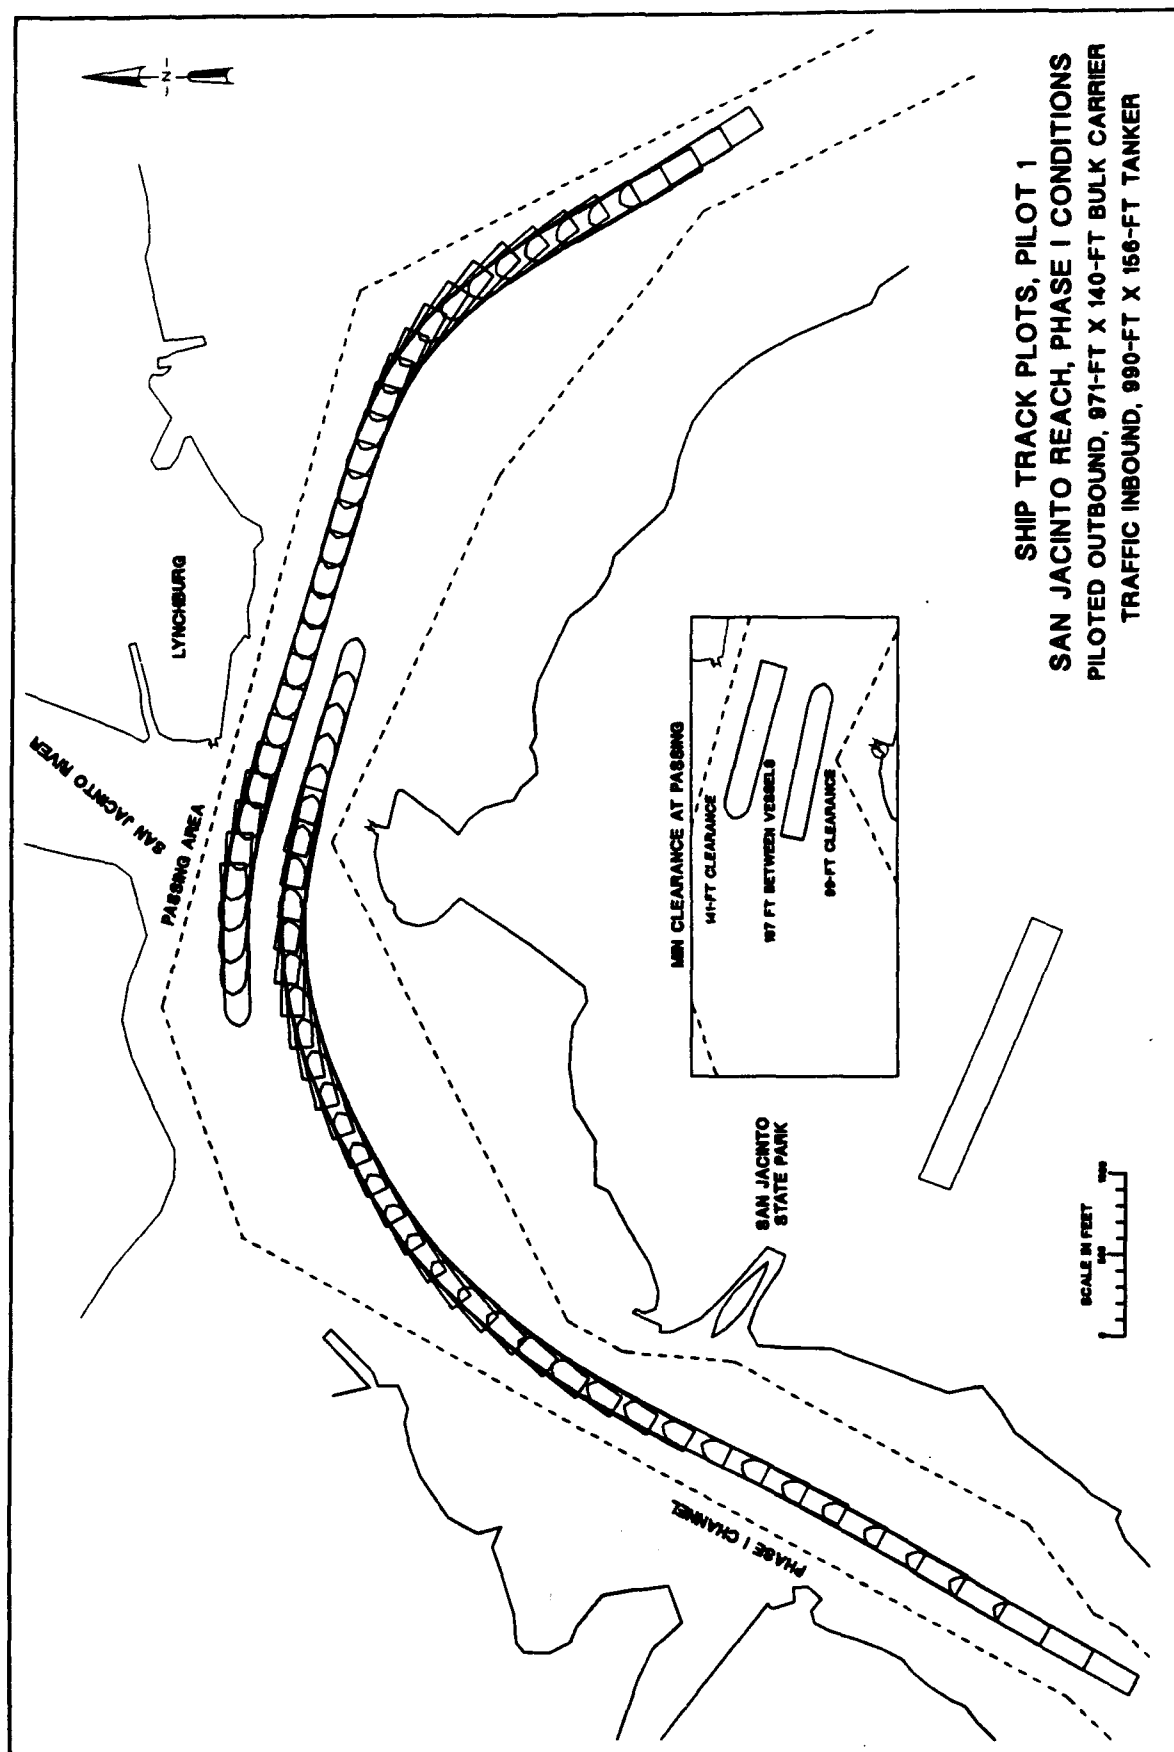 N
SAN JACINTO RIVER
LYNCHBURG
PASSING AREA
PHASE I CHANNEL
SAN JACINTO
STATE PARK
MIN CLEARANCE AT PASSING
141-FT CLEARANCE
197 FT BETWEEN VESSELS
99-FT CLEARANCE
SCALE IN FEET
0 500 1000
SHIP TRACK PLOTS, PILOT 1
SAN JACINTO REACH, PHASE I CONDITIONS
PILOTED OUTBOUND, 971-FT X 140-FT BULK CARRIER
TRAFFIC INBOUND, 990-FT X 156-FT TANKER